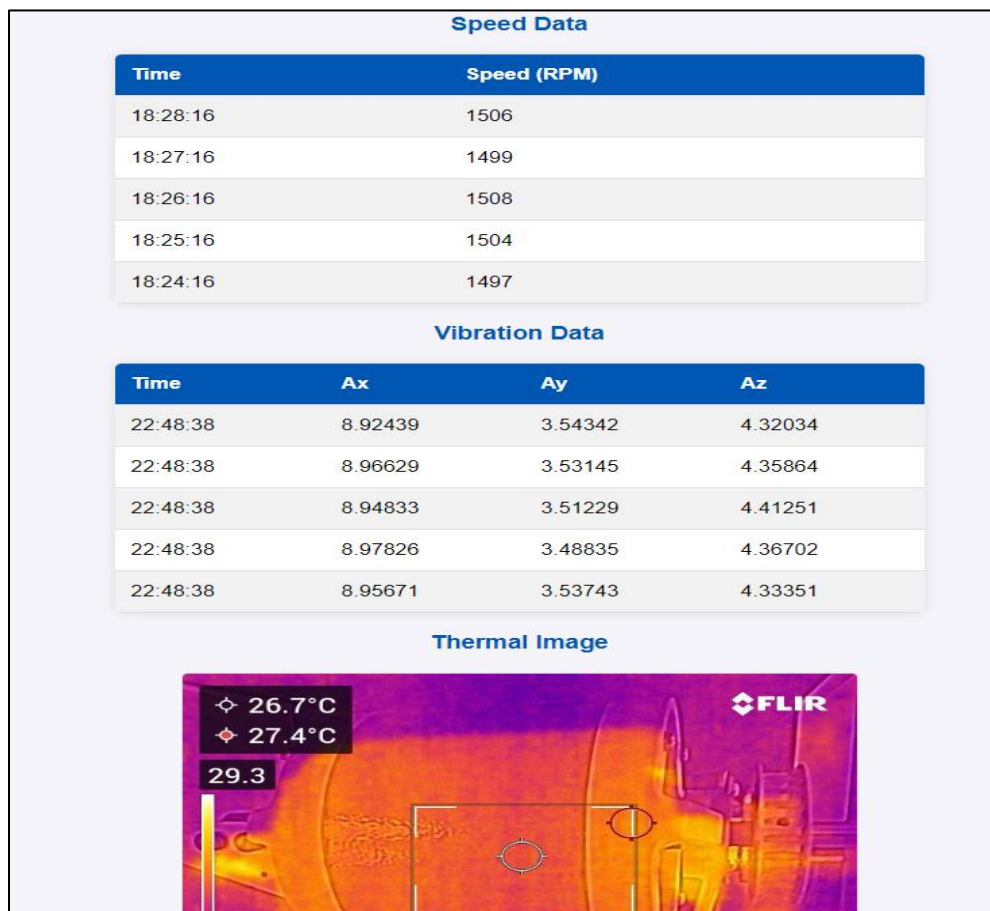 Speed Data
Time Speed (RPM)
18:28:16 1506
18:27:16 1499
18:26:16 1508
18:25:16 1504
18:24:16 1497
Vibration Data
Time Ax Ay Az
22:48:38 8.92439 3.54342 4.32034
22:48:38 8.96629 3.53145 4.35864
22:48:38 8.94833 3.51229 4.41251
22:48:38 8.97826 3.48835 4.36702
22:48:38 8.95671 3.53743 4.33351
Thermal Image
26.7°C
27.4°C
FLIR
29.3